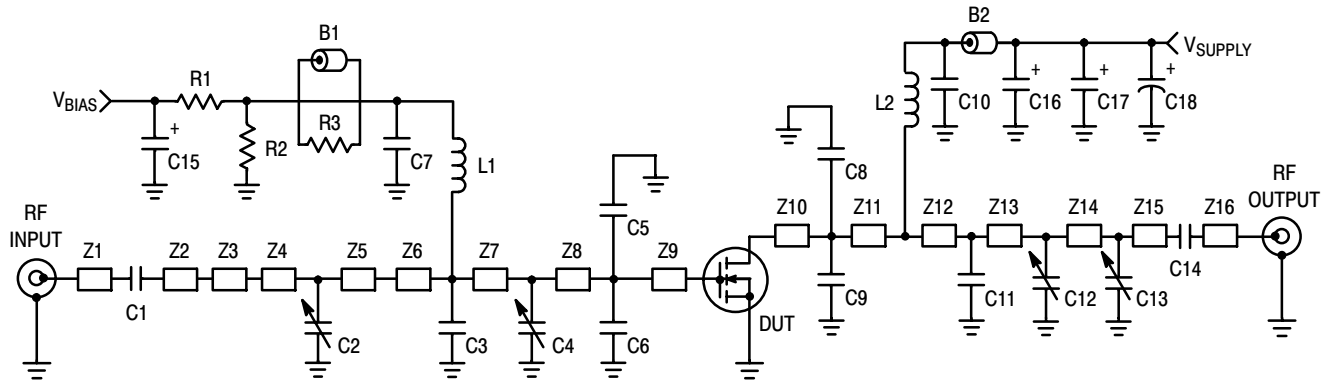 B2
V_SUPPLY
B1
R1
V_BIAS
+
+
+
L2
C10
C16
C17
C18
+
R3
C15
R2
C7
L1
C8
C5
RF
INPUT
RF
OUTPUT
Z10
Z11
Z12
Z13
Z14
Z15
Z16
Z1
Z2
Z3
Z4
Z5
Z6
Z7
Z8
Z9
C14
C1
C9
C11
C12
C13
DUT
C2
C3
C4
C6